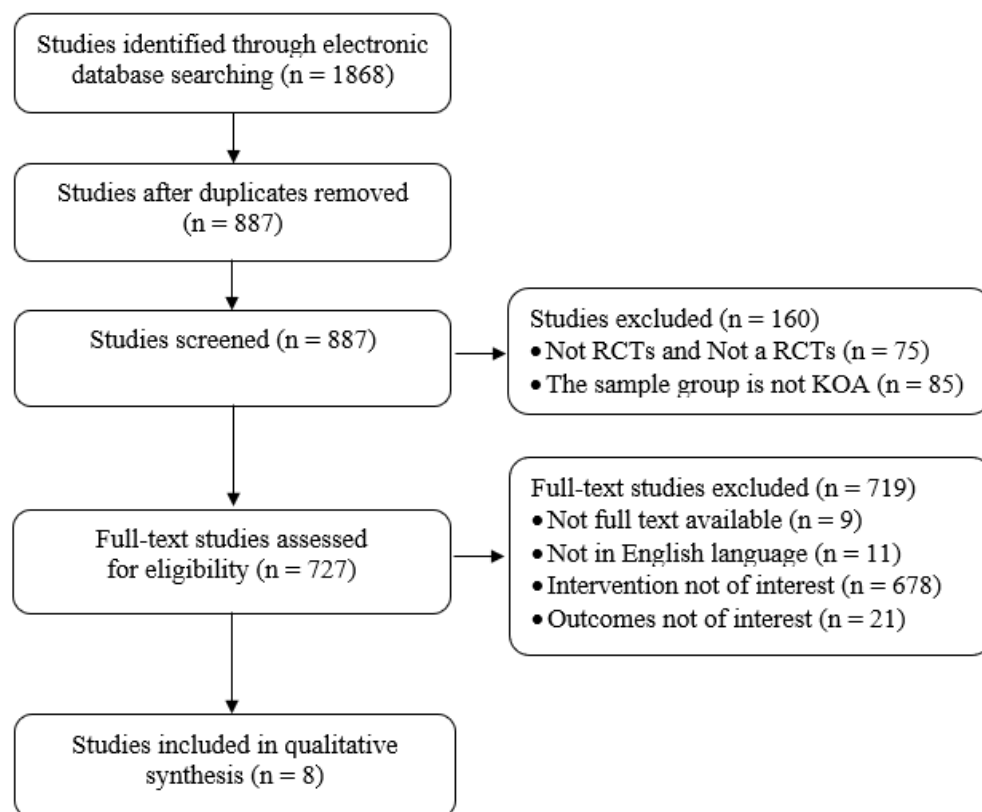 Studies identified through electronic
database searching (n = 1868)
Studies after duplicates removed
(n = 887)
Studies screened (n = 887)
Studies excluded (n = 160)
•Not RCTs and Not a RCTs (n = 75)
•The sample group is not KOA (n = 85)
Full-text studies assessed
for eligibility (n = 727)
Full-text studies excluded (n = 719)
•Not full text available (n = 9)
•Not in English language (n = 11)
•Intervention not of interest (n = 678)
•Outcomes not of interest (n = 21)
Studies included in qualitative
synthesis (n = 8)